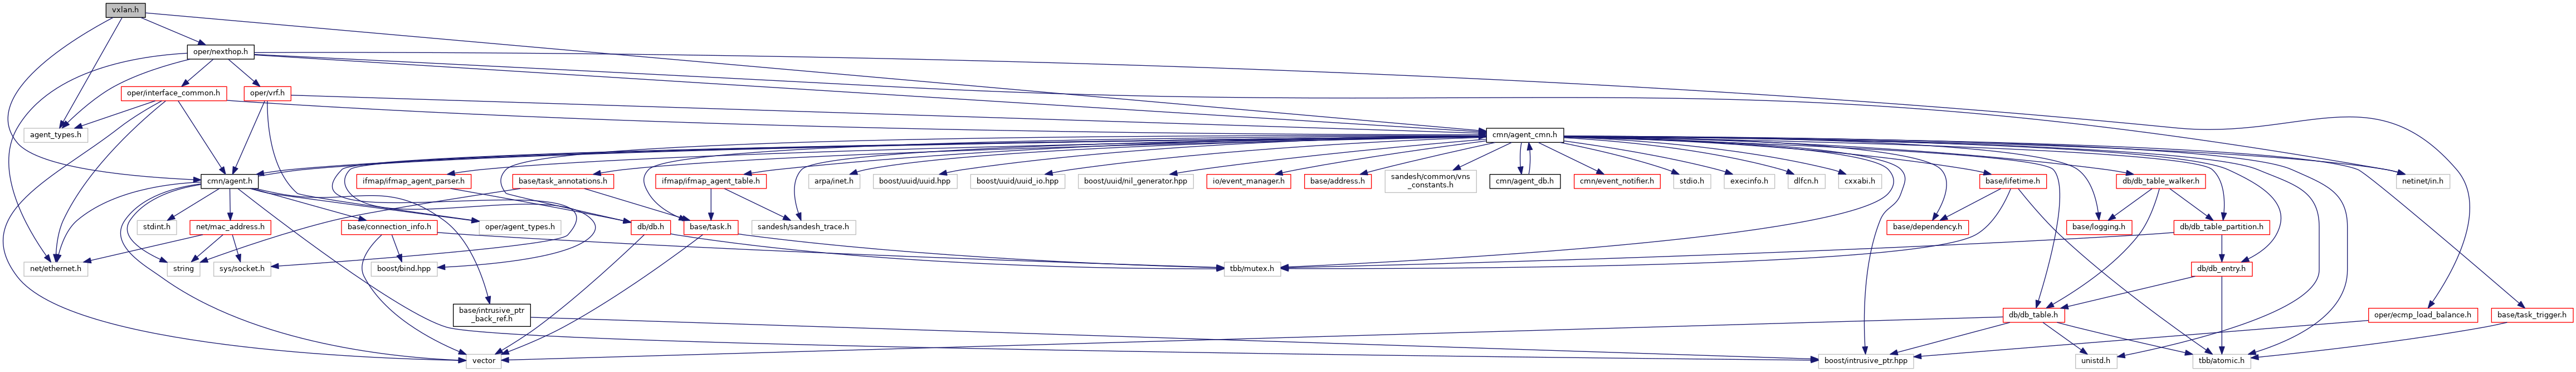 vxlan.h
oper/nexthop.h
oper/interface_common.h
oper/vrf.h
agent_types.h
cmn/agent_cmn.h
cmn/agent.h
ifmap/ifmap_agent_parser.h
base/task_annotations.h
ifmap/ifmap_agent_table.h
arpa/inet.h
boost/uuid/uuid.hpp
boost/uuid/uuid_io.hpp
boost/uuid/nil_generator.hpp
io/event_manager.h
base/address.h
sandesh/common/vns
_constants.h
cmn/agent_db.h
cmn/event_notifier.h
stdio.h
execinfo.h
dlfcn.h
cxxabi.h
base/lifetime.h
db/db_table_walker.h
netinet/in.h
stdint.h
net/mac_address.h
base/connection_info.h
oper/agent_types.h
db/db.h
base/task.h
sandesh/sandesh_trace.h
base/dependency.h
base/logging.h
db/db_table_partition.h
net/ethernet.h
string
sys/socket.h
boost/bind.hpp
tbb/mutex.h
db/db_entry.h
base/intrusive_ptr
_back_ref.h
db/db_table.h
oper/ecmp_load_balance.h
base/task_trigger.h
vector
boost/intrusive_ptr.hpp
unistd.h
tbb/atomic.h